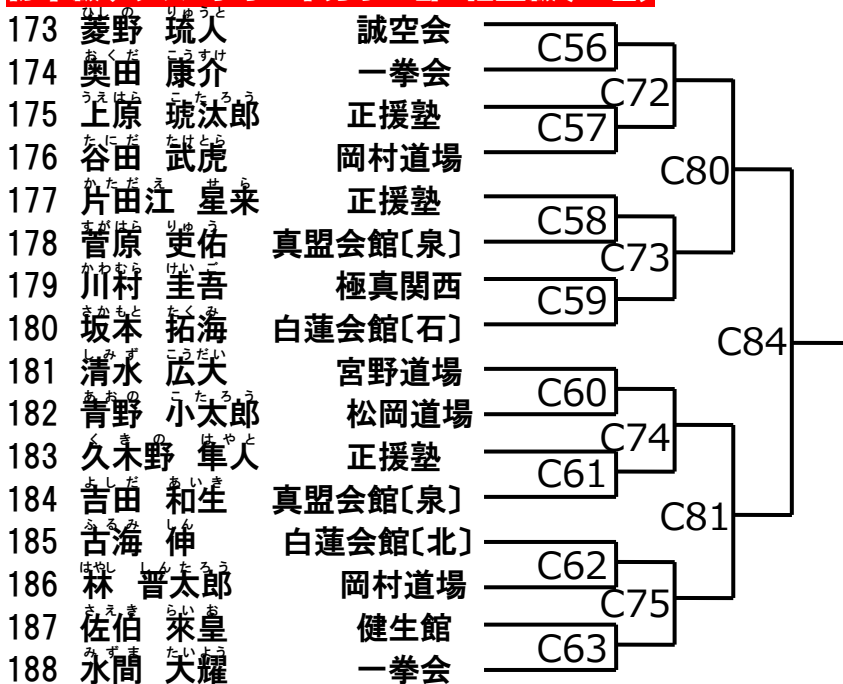 173 菱野 琉人 誠空会 C56
174 奥田 康介 一拳会 C72
175 上原 琥汰郎 正援塾 C57
176 谷田 武虎 岡村道場 C80
177 片田江 星来 正援塾 C58
178 菅原 吏佑 真盟会館〔泉〕 C73
179 川村 圭吾 極真関西 C59
180 坂本 拓海 白蓮会館〔石〕 C84
181 清水 広大 宮野道場 C60
182 青野 小太郎 松岡道場 C74
183 久木野 隼人 正援塾 C61
184 吉田 和生 真盟会館〔泉〕 C81
185 古海 伸 白蓮会館〔北〕 C62
186 林 晋太郎 岡村道場 C75
187 佐伯 來皇 健生館 C63
188 水間 大耀 一拳会